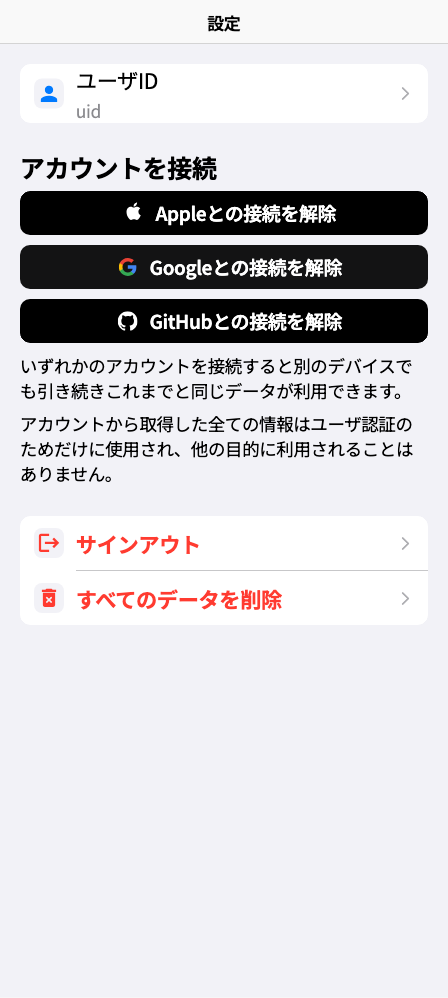 設定
ユーザID
uid
アカウントを接続
Appleとの接続を解除
Googleとの接続を解除
GitHubとの接続を解除
いずれかのアカウントを接続すると別のデバイスで
も引き続きこれまでと同じデータが利用できます。
アカウントから取得した全ての情報はユーザ認証の
ためだけに使用され、他の目的に利用されることは
ありません。
サインアウト
すべてのデータを削除